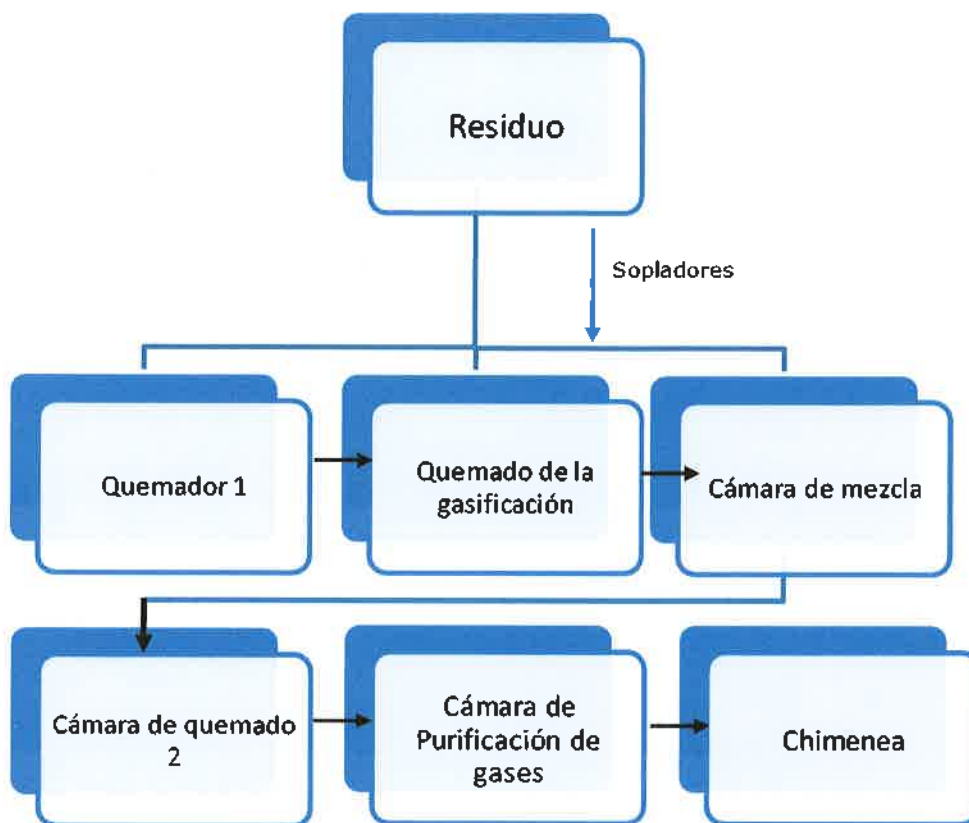 Residuo
Sopladores
Quemador 1
Quemado de la
gasificación
Cámara de mezcla
Cámara de quemado
2
Cámara de
Purificación de
gases
Chimenea